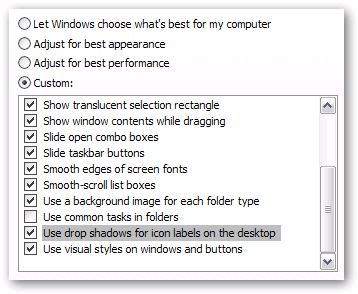 Let Windows choose what's best for my computer
Adjust for best appearance
Adjust for best performance
Custom:
Show translucent selection rectangle
Show window contents while dragging
Slide open combo boxes
Slide taskbar buttons
Smooth edges of screen fonts
Smooth-scroll list boxes
Use a background image for each folder type
Use common tasks in folders
Use drop shadows for icon labels on the desktop
Use visual styles on windows and buttons